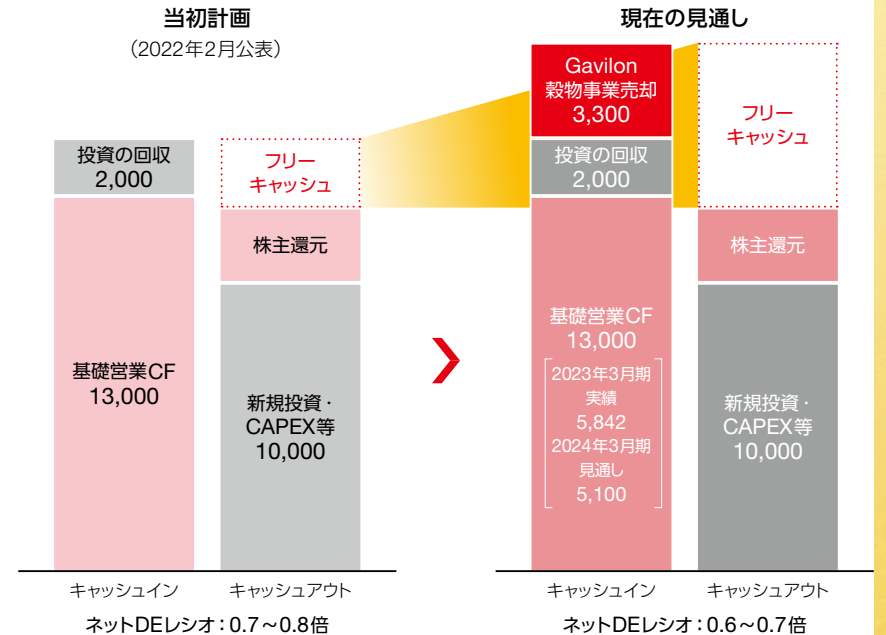 当初計画
（2022年2月公表）
投資の回収
2,000
フリー
キャッシュ
株主還元
基礎営業CF
13,000
新規投資・
CAPEX等
10,000
キャッシュイン
キャッシュアウト
ネットDEレシオ：0.7～0.8倍
現在の見通し
Gavilon
穀物事業売却
3,300
投資の回収
2,000
フリー
キャッシュ
株主還元
基礎営業CF
13,000
2023年3月期
実績
5,842
2024年3月期
見通し
5,100
新規投資・
CAPEX等
10,000
キャッシュイン
キャッシュアウト
ネットDEレシオ：0.6～0.7倍